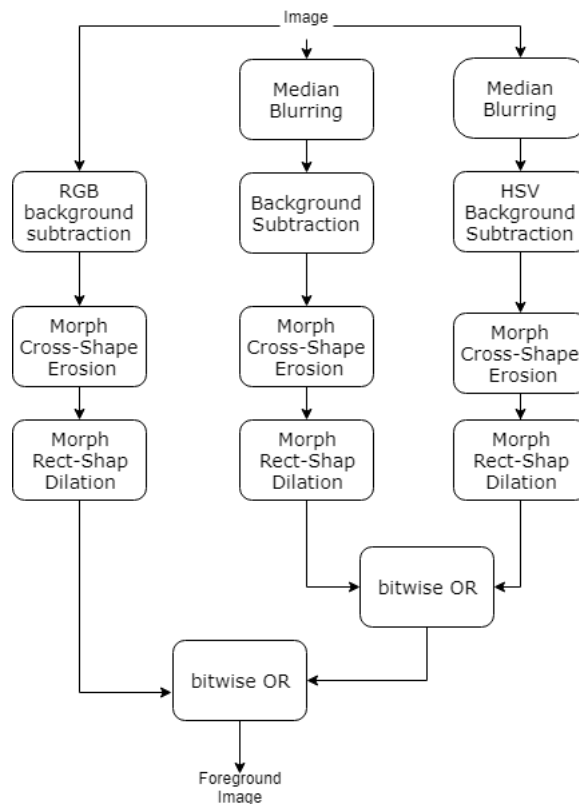 Image
Median
Blurring
Median
Blurring
RGB
background
subtraction
Background
Subtraction
HSV
Background
Subtraction
Morph
Cross-Shape
Erosion
Morph
Cross-Shape
Erosion
Morph
Cross-Shape
Erosion
Morph
Rect-Shap
Dilation
Morph
Rect-Shap
Dilation
Morph
Rect-Shap
Dilation
bitwise OR
bitwise OR
Foreground
Image